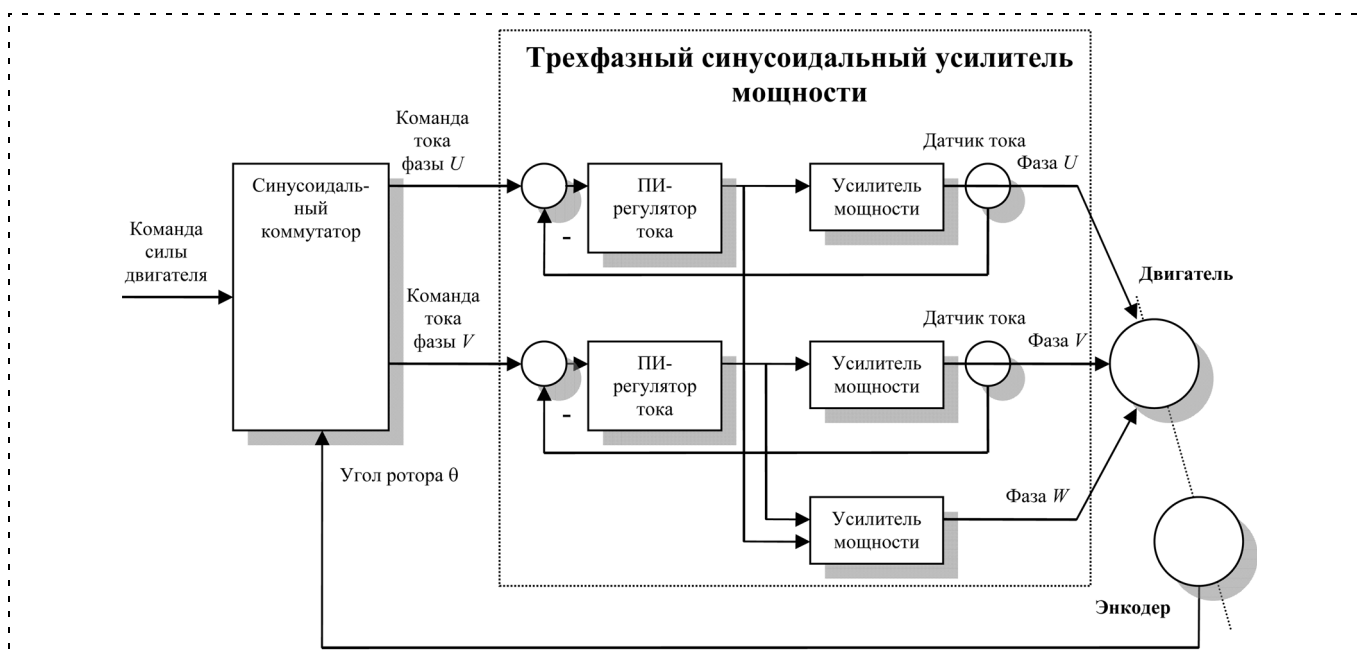 Трехфазный синусоидальный усилитель
мощности
Команда
тока
фазы U
Датчик тока
Фаза U
Синусоидаль-
ный
коммутатор
ПИ-
регулятор
тока
Усилитель
мощности
Команда
силы
двигателя
-
Двигатель
Команда
тока
фазы V
Датчик тока
Фаза V
ПИ-
регулятор
тока
Усилитель
мощности
-
Угол ротора θ
Фаза W
Усилитель
мощности
Энкодер